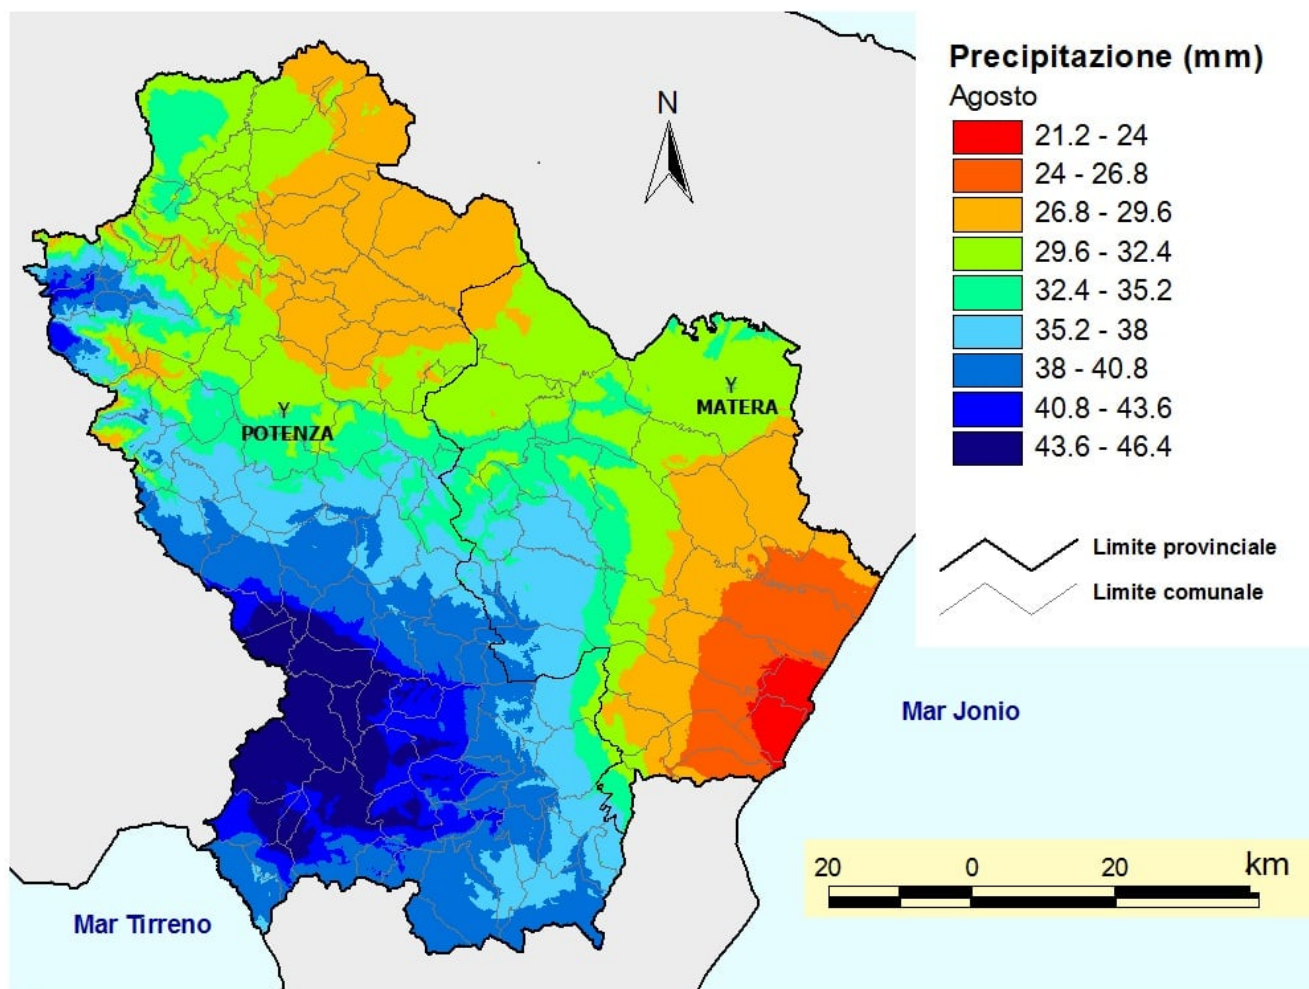 Precipitazione (mm)
Agosto
21.2 - 24
24 - 26.8
26.8 - 29.6
29.6 - 32.4
32.4 - 35.2
35.2 - 38
38 - 40.8
40.8 - 43.6
43.6 - 46.4
Limite provinciale
Limite comunale
N
Y
MATERA
Y
POTENZA
Mar Jonio
Mar Tirreno
20 0 20 km